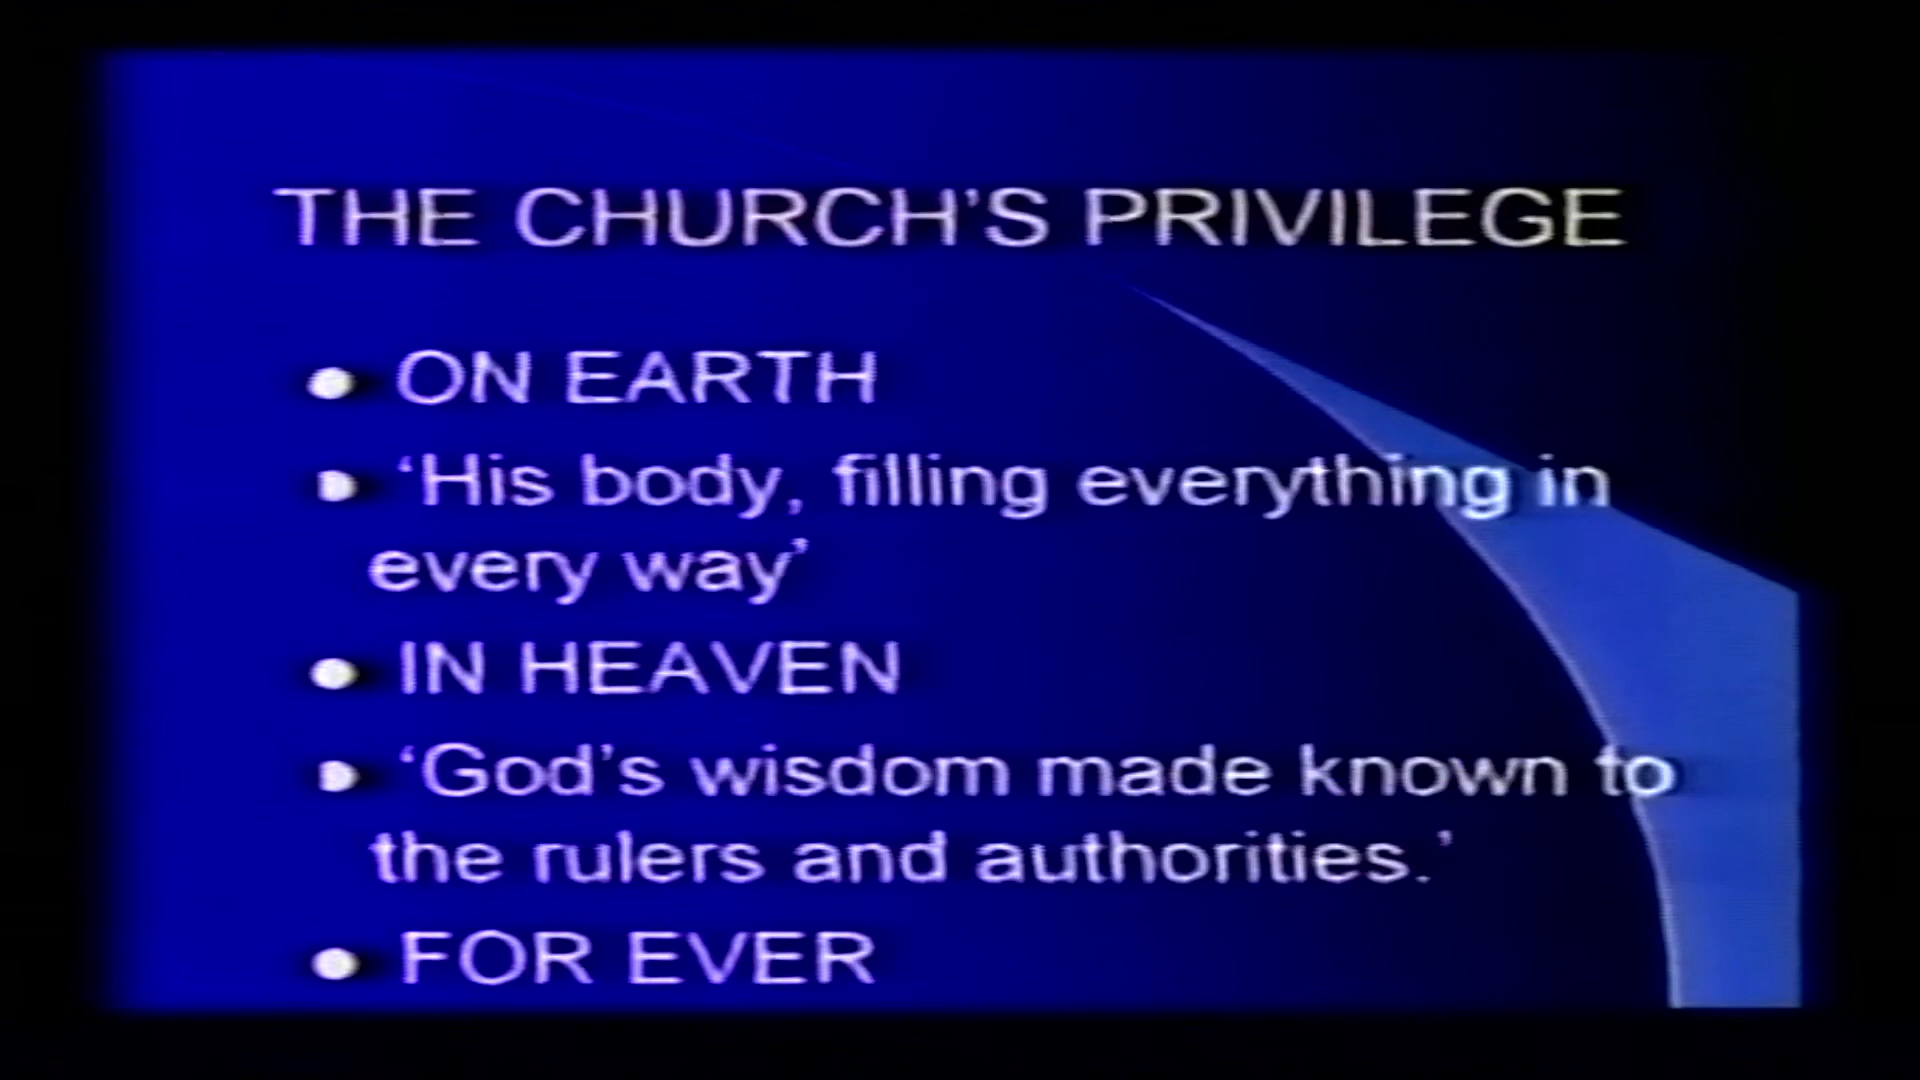 THE CHURCH’S PRIVILEGE
ON EARTH
‘His body, filling everything in
every way’
IN HEAVEN
‘God’s wisdom made known to
the rulers and authorities.’
FOR EVER